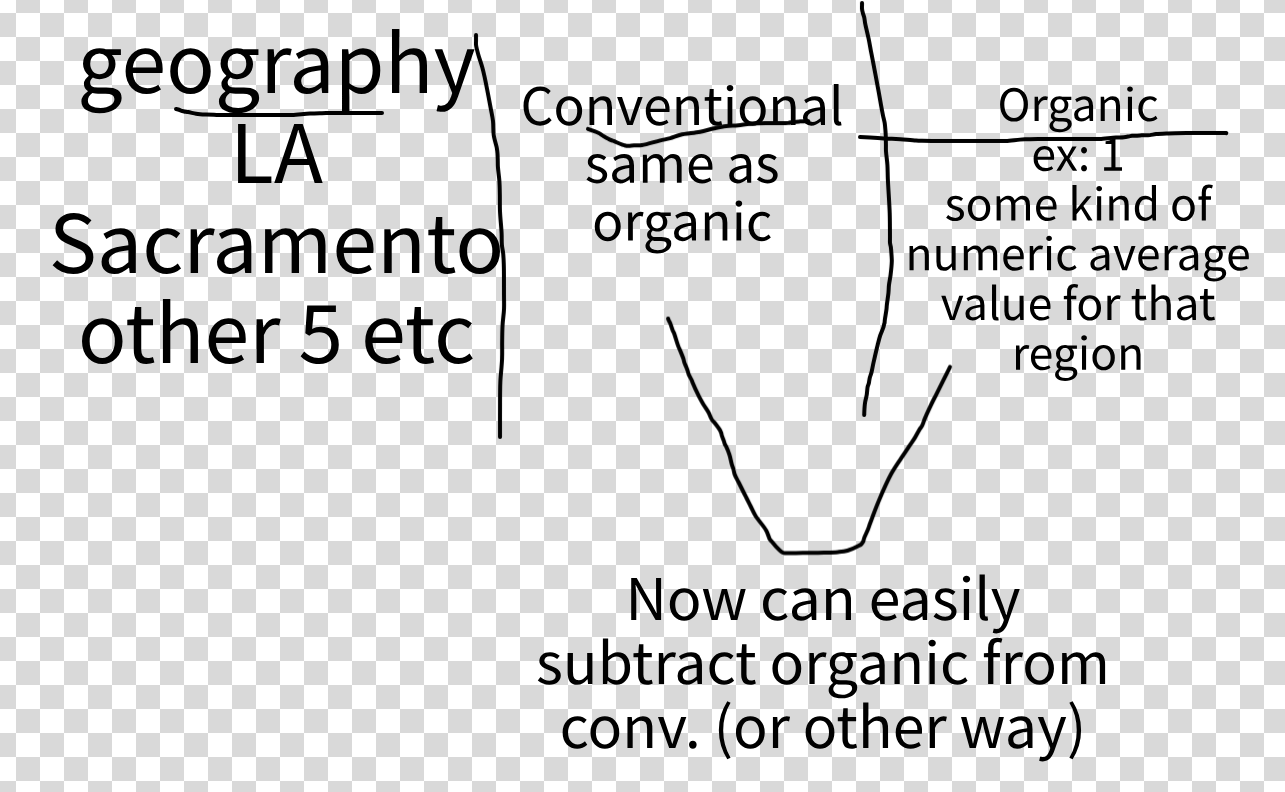 geography
LA
Sacramento
other 5 etc
Conventional
same as
organic
Organic
ex: 1
some kind of
numeric average
value for that
region
Now can easily
subtract organic from
conv. (or other way)